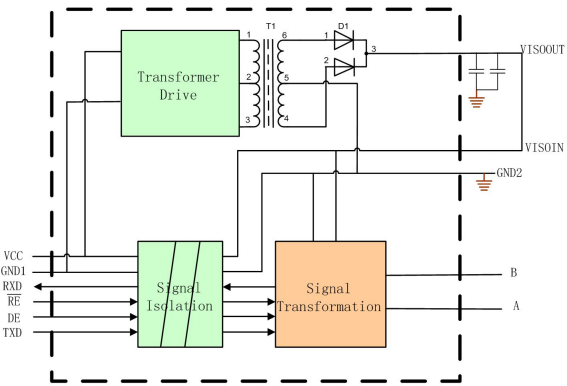 T1
D1
1
6
1
3
VISOOUT
Transformer
Drive
2
5
2
3
4
VISOIN
GND2
VCC
GND1
RXD
R̅E̅
DE
TXD
Signal
Isolation
Signal
Transformation
B
A